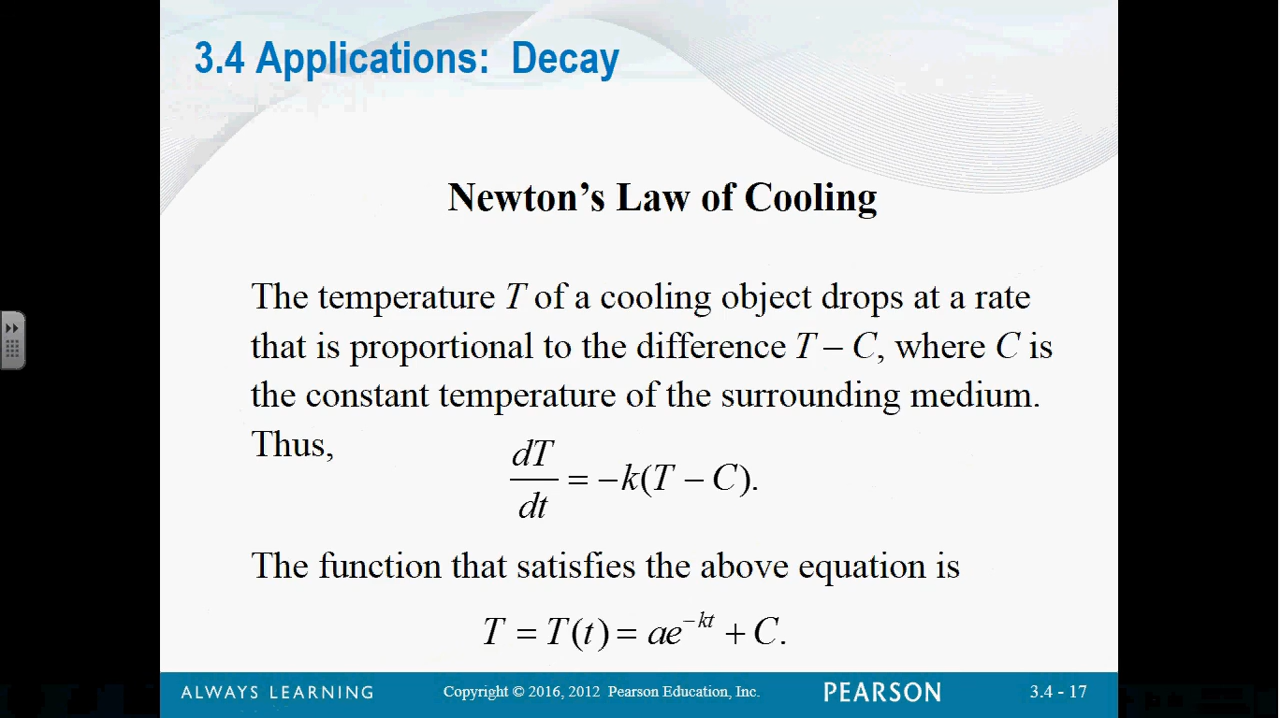 3.4 Applications: Decay
Newton's Law of Cooling
The temperature T of a cooling object drops at a rate
that is proportional to the difference T – C, where C is
the constant temperature of the surrounding medium.
Thus,
dT/dt = –k(T – C).
The function that satisfies the above equation is
T = T(t) = ae^{–kt} + C.
ALWAYS LEARNING Copyright © 2016, 2012 Pearson Education, Inc. PEARSON 3.4 - 17